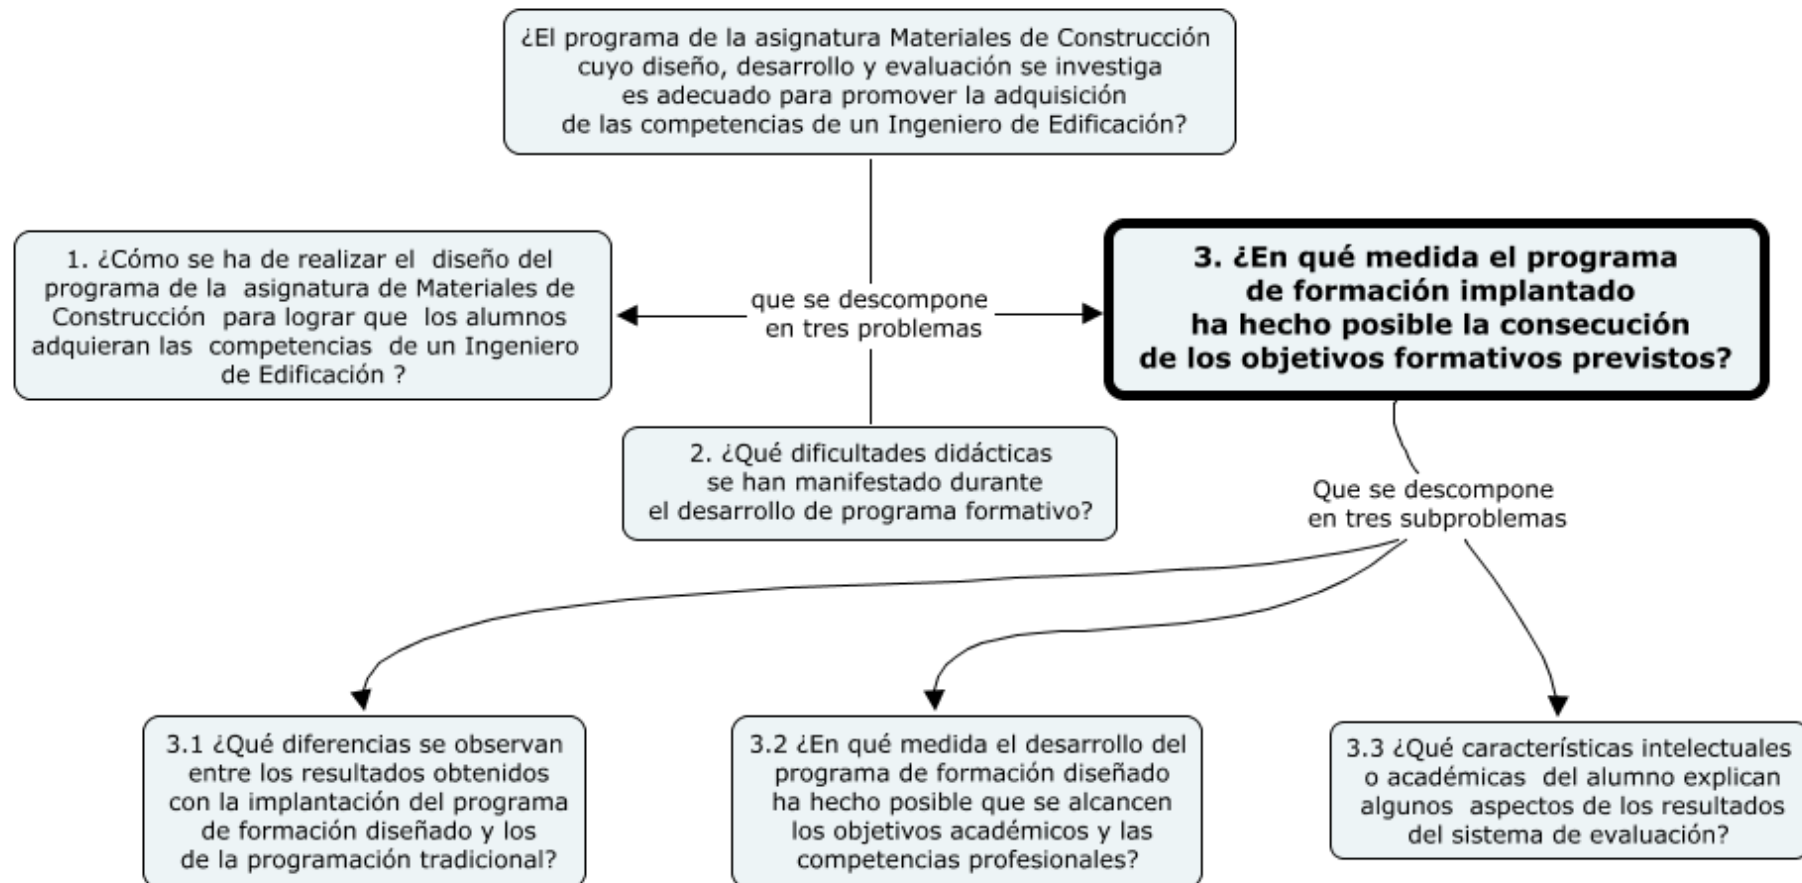 ¿El programa de la asignatura Materiales de Construcción
cuyo diseño, desarrollo y evaluación se investiga
es adecuado para promover la adquisición
de las competencias de un Ingeniero de Edificación?
1. ¿Cómo se ha de realizar el diseño del
programa de la asignatura de Materiales de
Construcción para lograr que los alumnos
adquieran las competencias de un Ingeniero
de Edificación ?
que se descompone
en tres problemas
3. ¿En qué medida el programa
de formación implantado
ha hecho posible la consecución
de los objetivos formativos previstos?
2. ¿Qué dificultades didácticas
se han manifestado durante
el desarrollo de programa formativo?
Que se descompone
en tres subproblemas
3.1 ¿Qué diferencias se observan
entre los resultados obtenidos
con la implantación del programa
de formación diseñado y los
de la programación tradicional?
3.2 ¿En qué medida el desarrollo del
programa de formación diseñado
ha hecho posible que se alcancen
los objetivos académicos y las
competencias profesionales?
3.3 ¿Qué característicias intelectuales
o académicas del alumno explican
algunos aspectos de los resultados
del sistema de evaluación?